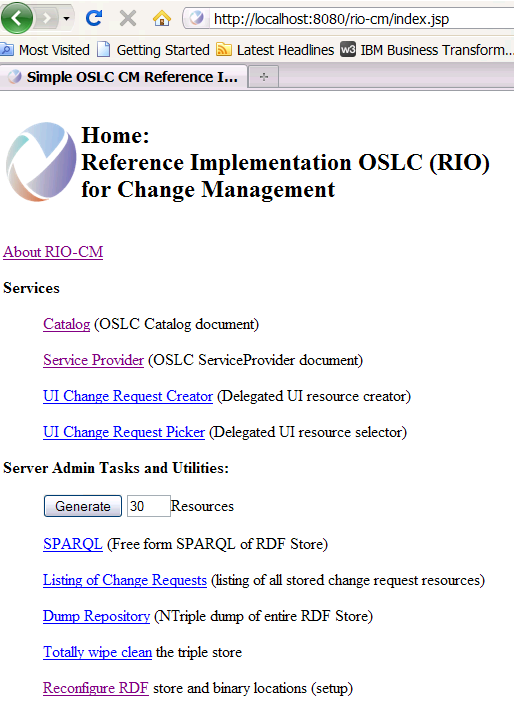 http://localhost:8080/rio-cm/index.jsp
Most Visited Getting Started Latest Headlines w3 IBM Business Transform...
Simple OSLC CM Reference I...
Home:
Reference Implementation OSLC (RIO)
for Change Management
About RIO-CM
Services
Catalog (OSLC Catalog document)
Service Provider (OSLC ServiceProvider document)
UI Change Request Creator (Delegated UI resource creator)
UI Change Request Picker (Delegated UI resource selector)
Server Admin Tasks and Utilities:
Generate 30 Resources
SPARQL (Free form SPARQL of RDF Store)
Listing of Change Requests (listing of all stored change request resources)
Dump Repository (NTriple dump of entire RDF Store)
Totally wipe clean the triple store
Reconfigure RDF store and binary locations (setup)